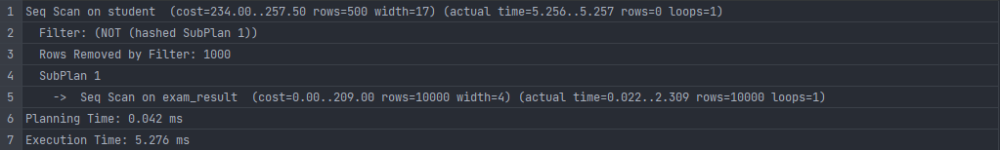 1 Seq Scan on student  (cost=234.00..257.50 rows=500 width=17) (actual time=5.256..5.257 rows=0 loops=1)
2   Filter: (NOT (hashed SubPlan 1))
3   Rows Removed by Filter: 1000
4   SubPlan 1
5     ->  Seq Scan on exam_result  (cost=0.00..209.00 rows=10000 width=4) (actual time=0.022..2.309 rows=10000 loops=1)
6 Planning Time: 0.042 ms
7 Execution Time: 5.276 ms